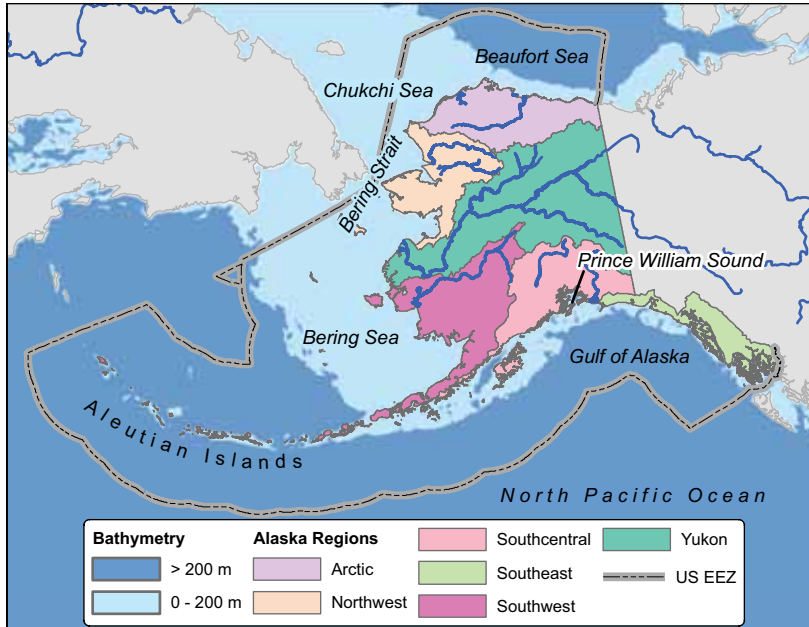 Beaufort Sea
Chukchi Sea
Bering Strait
Prince William Sound
Bering Sea
Gulf of Alaska
Aleutian Islands
North Pacific Ocean
Bathymetry
> 200 m
0 - 200 m
Alaska Regions
Arctic
Northwest
Southcentral
Southeast
Southwest
Yukon
US EEZ